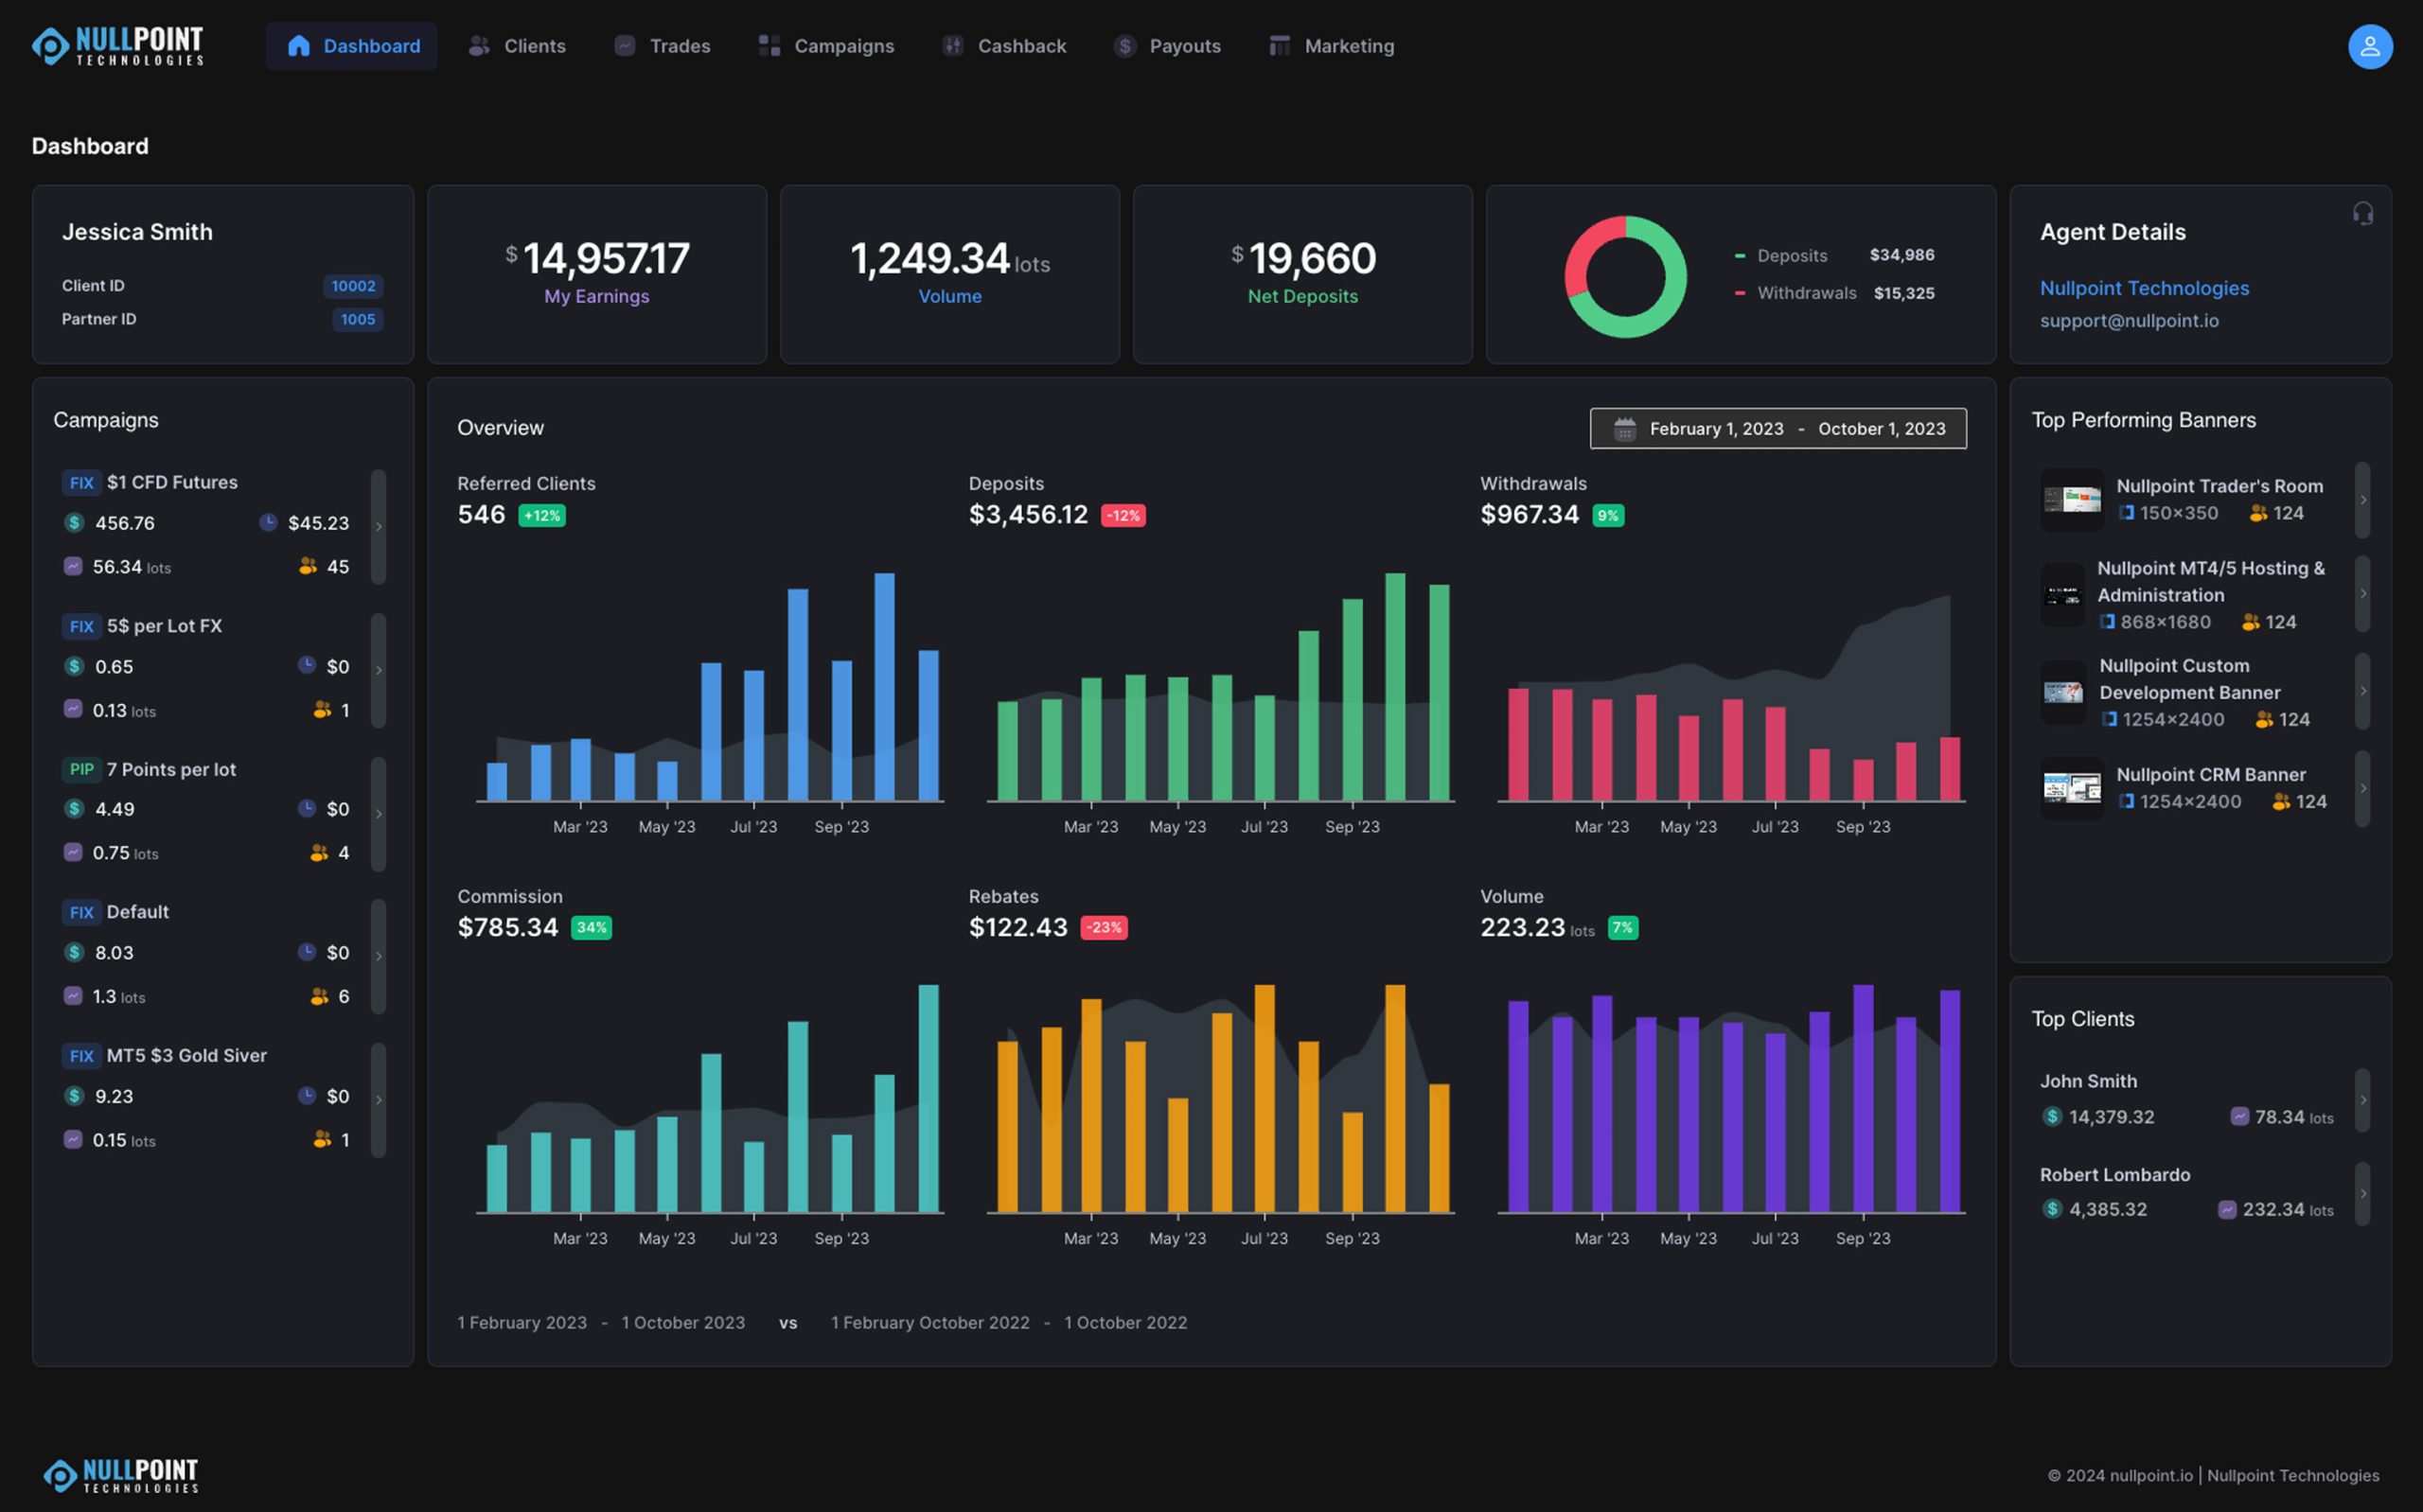 NULLPOINT
TECHNOLOGIES
Dashboard
Clients
Trades
Campaigns
Cashback
Payouts
Marketing
Dashboard
Jessica Smith
Client ID 10002
Partner ID 1005
$ 14,957.17
My Earnings
1,249.34 lots
Volume
$ 19,660
Net Deposits
Deposits $34,986
Withdrawals $15,325
Agent Details
Nullpoint Technologies
support@nullpoint.io
Campaigns
FIX $1 CFD Futures
$ 456.76 $45.23
56.34 lots 45
FIX 5$ per Lot FX
$ 0.65 $0
0.13 lots 1
PIP 7 Points per lot
$ 4.49 $0
0.75 lots 4
FIX Default
$ 8.03 $0
1.3 lots 6
FIX MT5 $3 Gold Siver
$ 9.23 $0
0.15 lots 1
Overview
February 1, 2023 - October 1, 2023
Referred Clients
546 +12%
Mar '23 May '23 Jul '23 Sep '23
Deposits
$3,456.12 -12%
Mar '23 May '23 Jul '23 Sep '23
Withdrawals
$967.34 9%
Mar '23 May '23 Jul '23 Sep '23
Commission
$785.34 34%
Mar '23 May '23 Jul '23 Sep '23
Rebates
$122.43 -23%
Mar '23 May '23 Jul '23 Sep '23
Volume
223.23 lots 7%
Mar '23 May '23 Jul '23 Sep '23
1 February 2023 - 1 October 2023 vs 1 February October 2022 - 1 October 2022
Top Performing Banners
Nullpoint Trader's Room
150×350 124
Nullpoint MT4/5 Hosting &
Administration
868×1680 124
Nullpoint Custom
Development Banner
1254×2400 124
Nullpoint CRM Banner
1254×2400 124
Top Clients
John Smith
$ 14,379.32 78.34 lots
Robert Lombardo
$ 4,385.32 232.34 lots
NULLPOINT
TECHNOLOGIES
© 2024 nullpoint.io | Nullpoint Technologies